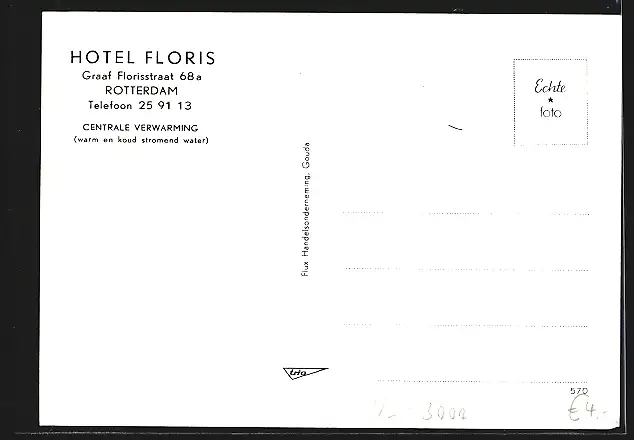 HOTEL FLORIS
Graaf Florisstraat 68a
ROTTERDAM
Telefoon 25 91 13
CENTRALE VERWARMING
(warm en koud stromend water)
Echte
★
foto
Flux Handelsonderneming, Gouda
570
€4,-